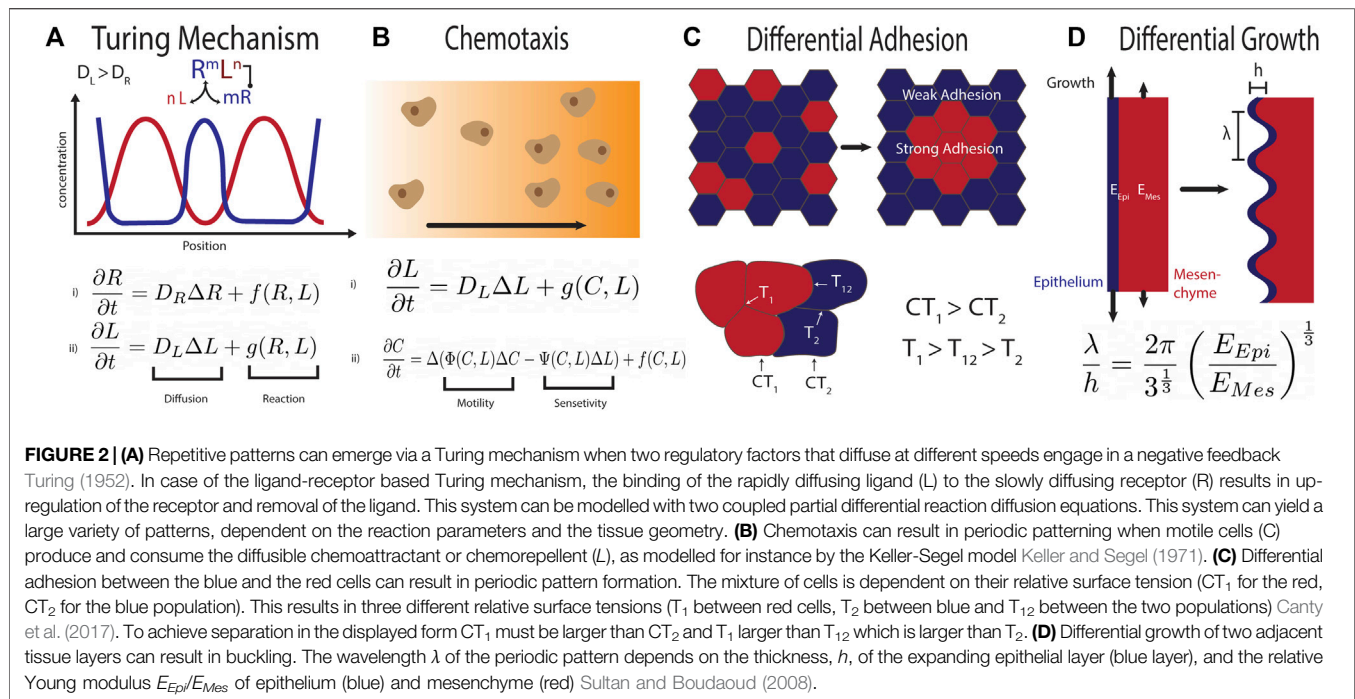 A Turing Mechanism
D_L > D_R
R^m L^n
n L mR
concentration
Position
i) ∂R/∂t = D_R ΔR + f(R, L)
ii) ∂L/∂t = D_L ΔL + g(R, L)
Diffusion Reaction
B Chemotaxis
i) ∂L/∂t = D_L ΔL + g(C, L)
ii) ∂C/∂t = Δ(Φ(C, L)ΔC − Ψ(C, L)ΔL) + f(C, L)
Motility Sensetivity
C Differential Adhesion
Weak Adhesion
Strong Adhesion
T_1
T_12
T_2
CT_1 CT_2
CT_1 > CT_2
T_1 > T_12 > T_2
D Differential Growth
h
Growth
λ
E_Epi E_Mes
Epithelium
Mesen-
chyme
λ/h = 2π/3^(1/3) (E_Epi/E_Mes)^(1/3)
FIGURE 2 | (A) Repetitive patterns can emerge via a Turing mechanism when two regulatory factors that diffuse at different speeds engage in a negative feedback
Turing (1952). In case of the ligand-receptor based Turing mechanism, the binding of the rapidly diffusing ligand (L) to the slowly diffusing receptor (R) results in up-
regulation of the receptor and removal of the ligand. This system can be modelled with two coupled partial differential reaction diffusion equations. This system can yield a
large variety of patterns, dependent on the reaction parameters and the tissue geometry. (B) Chemotaxis can result in periodic patterning when motile cells (C)
produce and consume the diffusible chemoattractant or chemorepellent (L), as modelled for instance by the Keller-Segel model Keller and Segel (1971). (C) Differential
adhesion between the blue and the red cells can result in periodic pattern formation. The mixture of cells is dependent on their relative surface tension (CT_1 for the red,
CT_2 for the blue population). This results in three different relative surface tensions (T_1 between red cells, T_2 between blue and T_12 between the two populations) Canty
et al. (2017). To achieve separation in the displayed form CT_1 must be larger than CT_2 and T_1 larger than T_12 which is larger than T_2. (D) Differential growth of two adjacent
tissue layers can result in buckling. The wavelength λ of the periodic pattern depends on the thickness, h, of the expanding epithelial layer (blue layer), and the relative
Young modulus E_Epi/E_Mes of epithelium (blue) and mesenchyme (red) Sultan and Boudaoud (2008).